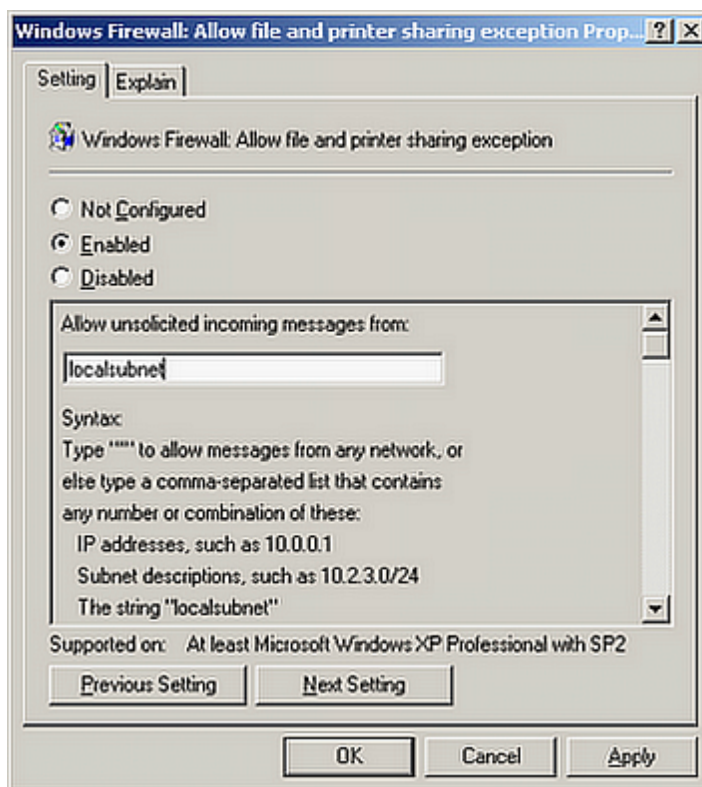 Windows Firewall: Allow file and printer sharing exception Prop...
Setting
Explain
Windows Firewall: Allow file and printer sharing exception
Not Configured
Enabled
Disabled
Allow unsolicited incoming messages from:
localsubnet
Syntax:
Type "*" to allow messages from any network, or
else type a comma-separated list that contains
any number or combination of these:
IP addresses, such as 10.0.0.1
Subnet descriptions, such as 10.2.3.0/24
The string "localsubnet"
Supported on: At least Microsoft Windows XP Professional with SP2
Previous Setting
Next Setting
OK
Cancel
Apply